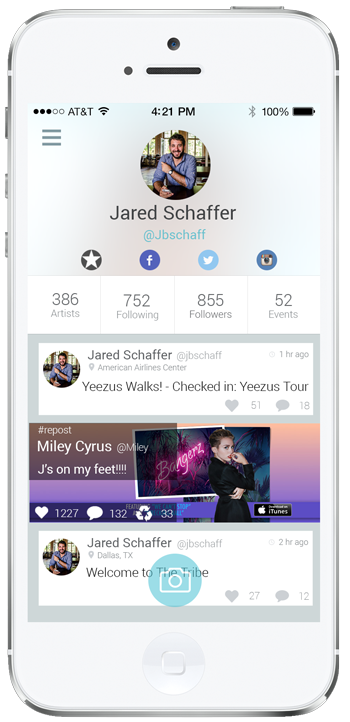 AT&T 4:21 PM 100%
Jared Schaffer
@Jbschaff
386 752 855 52
Artists Following Followers Events
Jared Schaffer @jbschaff 1 hr ago
American Airlines Center
Yeezus Walks! - Checked in: Yeezus Tour
51 18
#repost
Miley Cyrus @Miley
Bangerz
J's on my feet!!!!
1227 132 33
Download on iTunes
Jared Schaffer @jbschaff 2 hr ago
Dallas, TX
Welcome to The Tribe
27 12